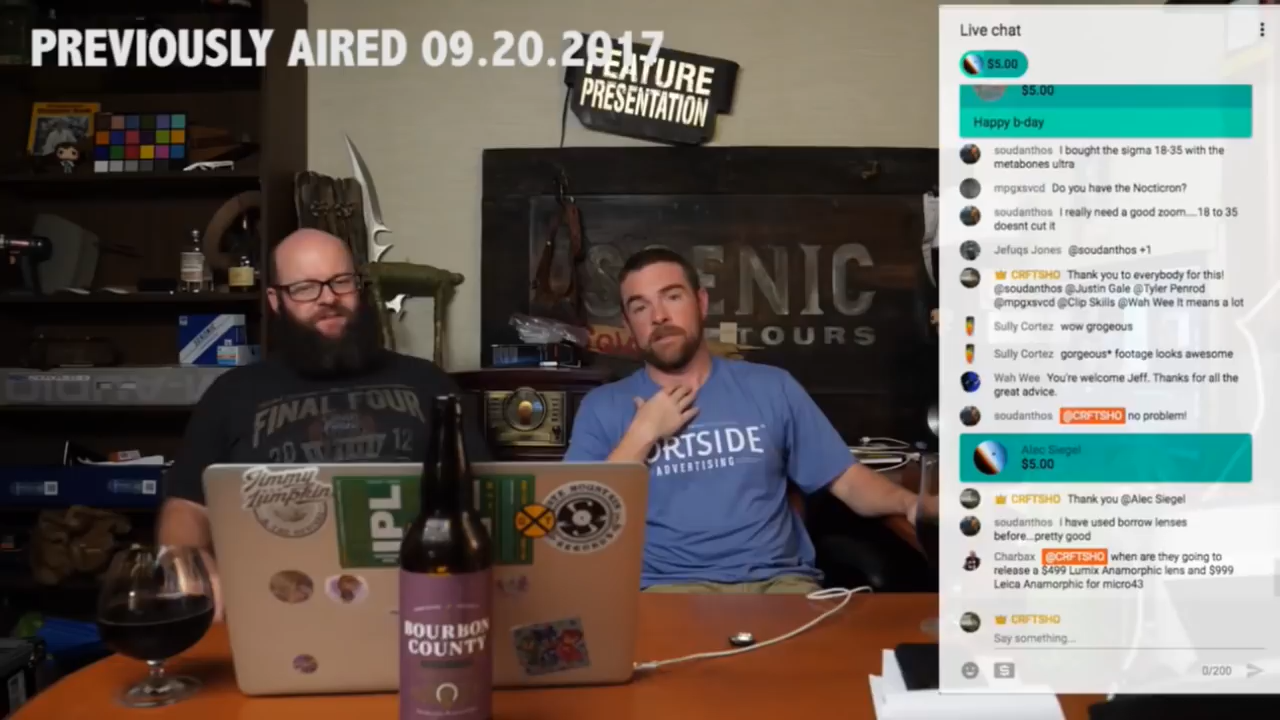 PREVIOUSLY AIRED 09.20.2017
FEATURE
PRESENTATION
SCENIC
TOURS
FINAL FOUR
20 12
PORTSIDE
ADVERTISING
Jimmy
Lumpkin
HPL
BOURBON
COUNTY
Live chat
$5.00
$5.00
Happy b-day
soudanthos I bought the sigma 18-35 with the
metabones ultra
mpgxsvcd Do you have the Nocticron?
soudanthos I really need a good zoom....18 to 35
doesnt cut it
Jefuqs Jones @soudanthos +1
CRFTSHO Thank you to everybody for this!
@soudanthos @Justin Gale @Tyler Penrod
@mpgxsvcd @Clip Skills @Wah Wee It means a lot
Sully Cortez wow grogeous
Sully Cortez gorgeous* footage looks awesome
Wah Wee You're welcome Jeff. Thanks for all the
great advice.
soudanthos @CRFTSHO no problem!
Alec Siegel
$5.00
CRFTSHO Thank you @Alec Siegel
soudanthos I have used borrow lenses
before...pretty good
Charbax @CRFTSHO when are they going to
release a $499 Lumix Anamorphic lens and $999
Leica Anamorphic for micro43
CRFTSHO
Say something...
0/200